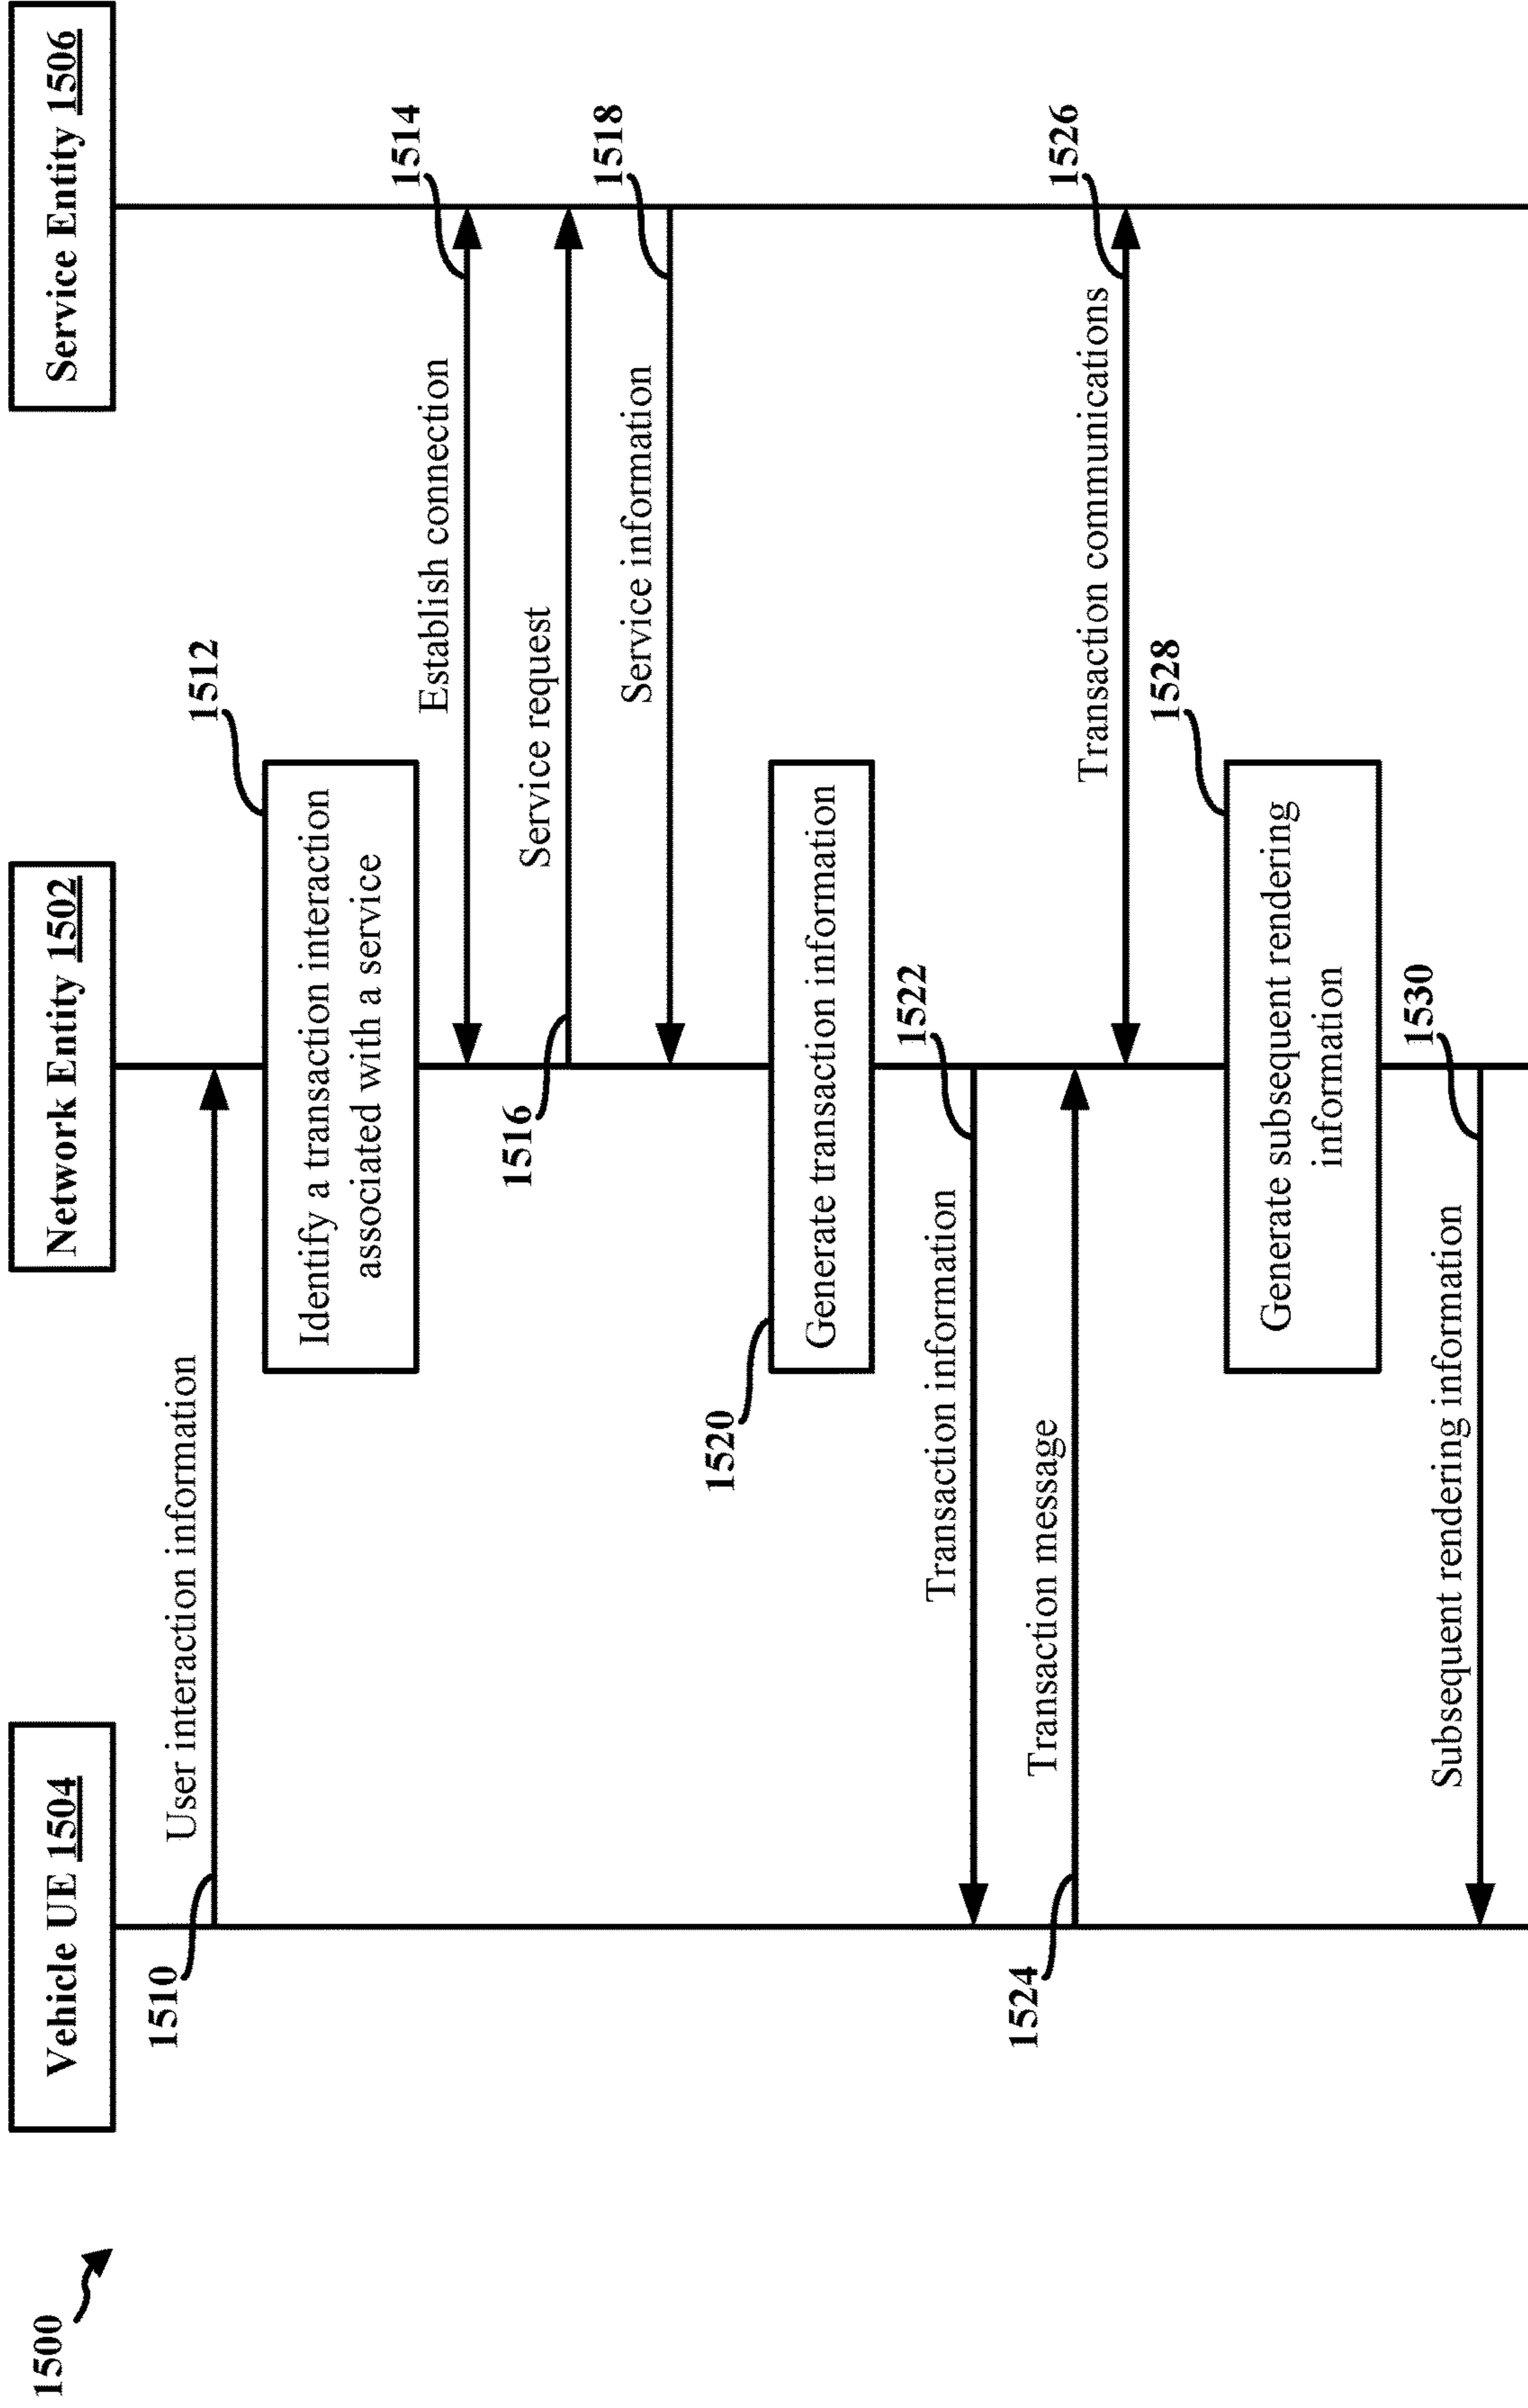 1500
Vehicle UE 1504
Network Entity 1502
Service Entity 1506
1510
User interaction information
1512
Identify a transaction interaction
associated with a service
1514
Establish connection
1516
Service request
1518
Service information
1520
Generate transaction information
1522
Transaction information
1524
Transaction message
1526
Transaction communications
1528
Generate subsequent rendering
information
1530
Subsequent rendering information